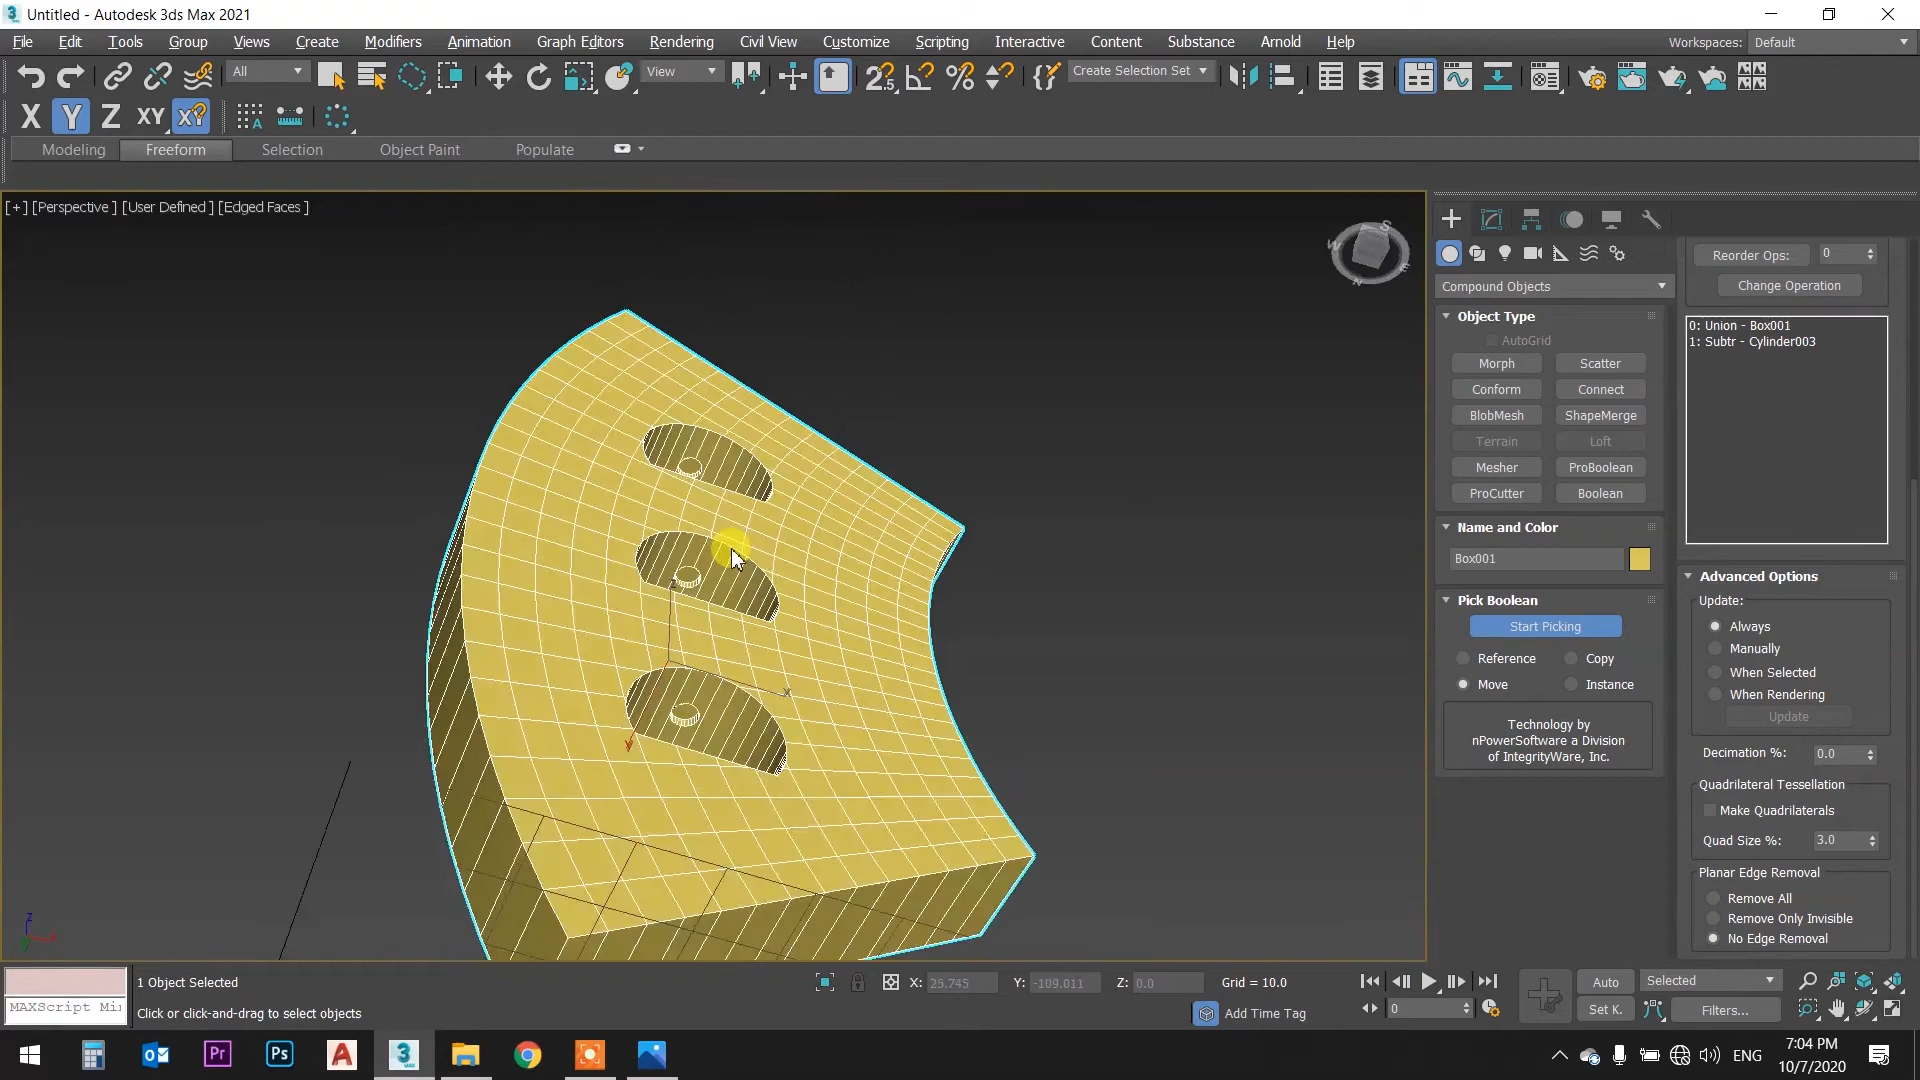 Untitled - Autodesk 3ds Max 2021
File Edit Tools Group Views Create Modifiers Animation Graph Editors Rendering Civil View Customize Scripting Interactive Content Substance Arnold Help Workspaces: Default
All View Create Selection Set
X Y Z XY
Modeling Freeform Selection Object Paint Populate
[+] [Perspective ] [User Defined ] [Edged Faces ]
Compound Objects
Object Type
AutoGrid
Morph Scatter
Conform Connect
BlobMesh ShapeMerge
Terrain Loft
Mesher ProBoolean
ProCutter Boolean
Name and Color
Box001
Pick Boolean
Start Picking
Reference Copy
Move Instance
Technology by
nPowerSoftware a Division
of IntegrityWare, Inc.
Reorder Ops: 0
Change Operation
0: Union - Box001
1: Subtr - Cylinder003
Advanced Options
Update:
Always
Manually
When Selected
When Rendering
Update
Decimation %: 0.0
Quadrilateral Tessellation
Make Quadrilaterals
Quad Size %: 3.0
Planar Edge Removal
Remove All
Remove Only Invisible
No Edge Removal
1 Object Selected X: 25.745 Y: -109.011 Z: 0.0 Grid = 10.0
MAXScript Mi
Click or click-and-drag to select objects
Add Time Tag
0
Auto Selected
Set K. Filters...
ENG
7:04 PM
10/7/2020